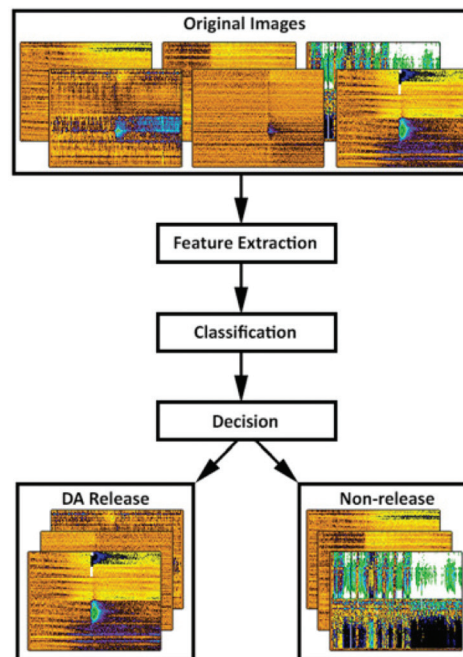 Original Images
Feature Extraction
Classification
Decision
DA Release
Non-release